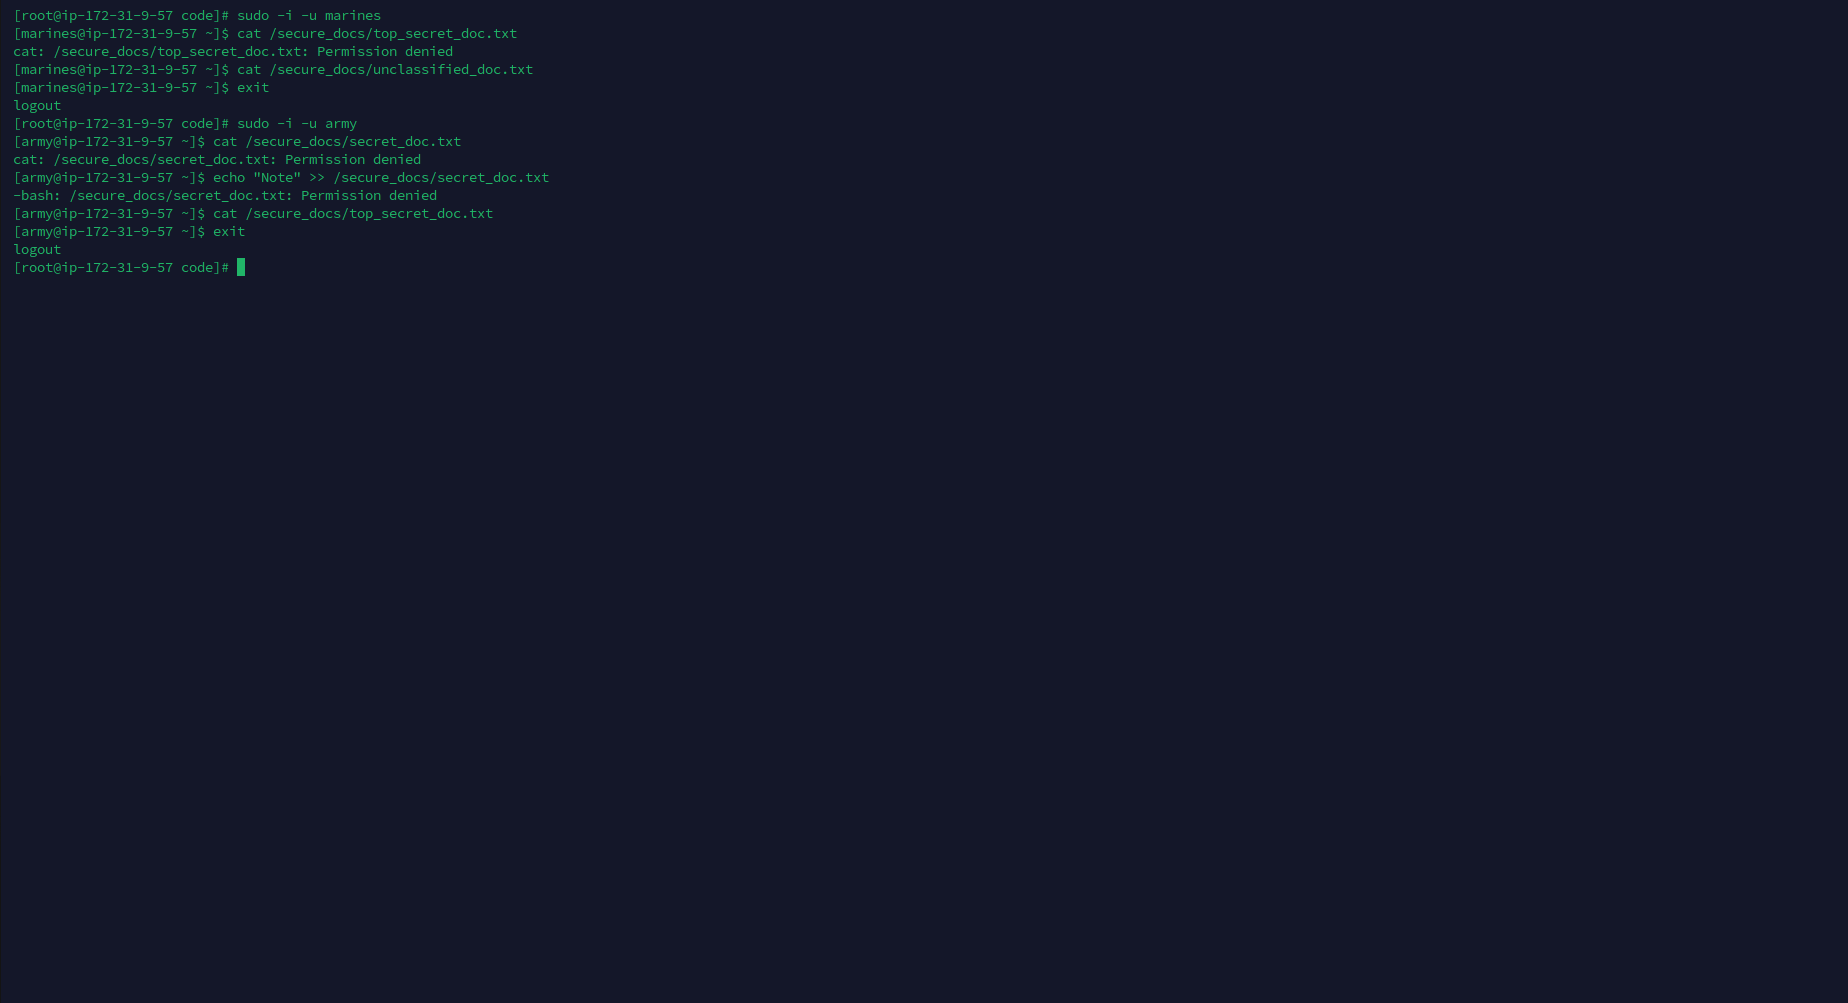 [root@ip-172-31-9-57 code]# sudo -i -u marines
[marines@ip-172-31-9-57 ~]$ cat /secure_docs/top_secret_doc.txt
cat: /secure_docs/top_secret_doc.txt: Permission denied
[marines@ip-172-31-9-57 ~]$ cat /secure_docs/unclassified_doc.txt
[marines@ip-172-31-9-57 ~]$ exit
logout
[root@ip-172-31-9-57 code]# sudo -i -u army
[army@ip-172-31-9-57 ~]$ cat /secure_docs/secret_doc.txt
cat: /secure_docs/secret_doc.txt: Permission denied
[army@ip-172-31-9-57 ~]$ echo "Note" >> /secure_docs/secret_doc.txt
-bash: /secure_docs/secret_doc.txt: Permission denied
[army@ip-172-31-9-57 ~]$ cat /secure_docs/top_secret_doc.txt
[army@ip-172-31-9-57 ~]$ exit
logout
[root@ip-172-31-9-57 code]#